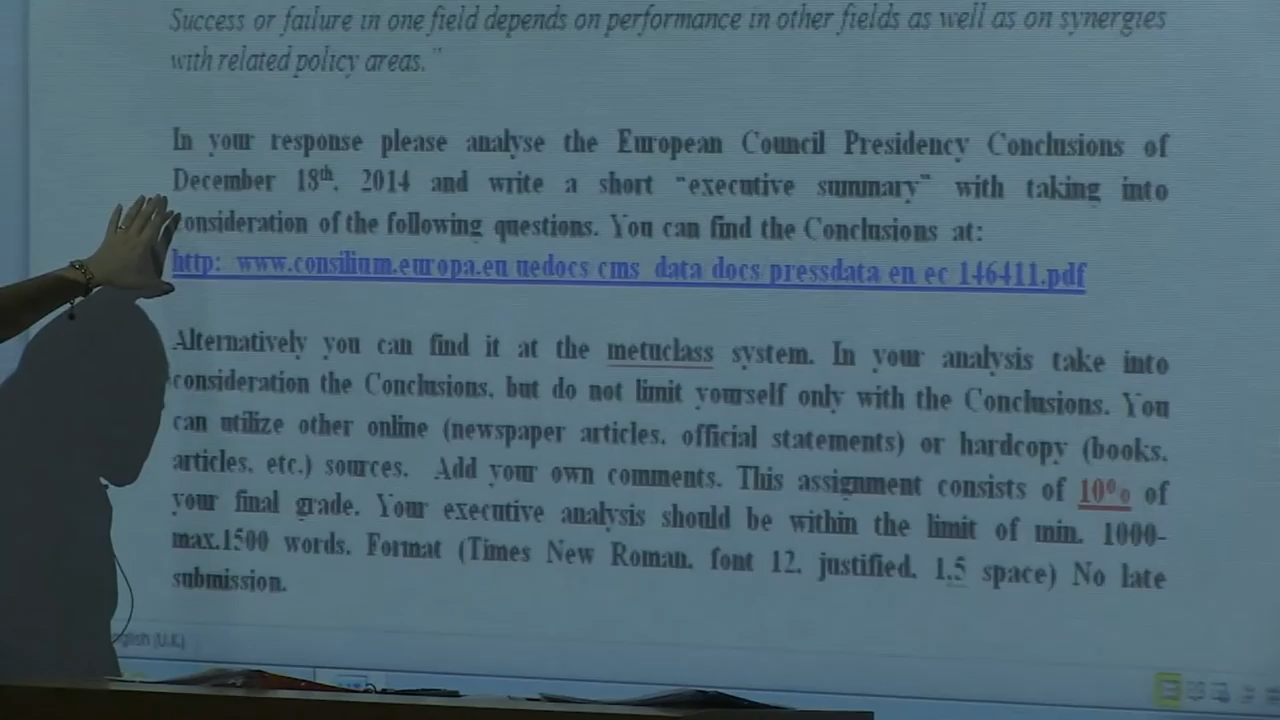 Success or failure in one field depends on performance in other fields as well as on synergies
with related policy areas."
In your response please analyse the European Council Presidency Conclusions of
December 18th, 2014 and write a short "executive summary" with taking into
consideration of the following questions. You can find the Conclusions at:
http: www.consilium.europa.eu uedocs cms_data docs pressdata en ec 146411.pdf
Alternatively you can find it at the metuclass system. In your analysis take into
consideration the Conclusions, but do not limit yourself only with the Conclusions. You
can utilize other online (newspaper articles, official statements) or hardcopy (books,
articles, etc.) sources. Add your own comments. This assignment consists of 10% of
your final grade. Your executive analysis should be within the limit of min. 1000-
max.1500 words. Format (Times New Roman, font 12, justified, 1,5 space) No late
submission.
(U.K.)